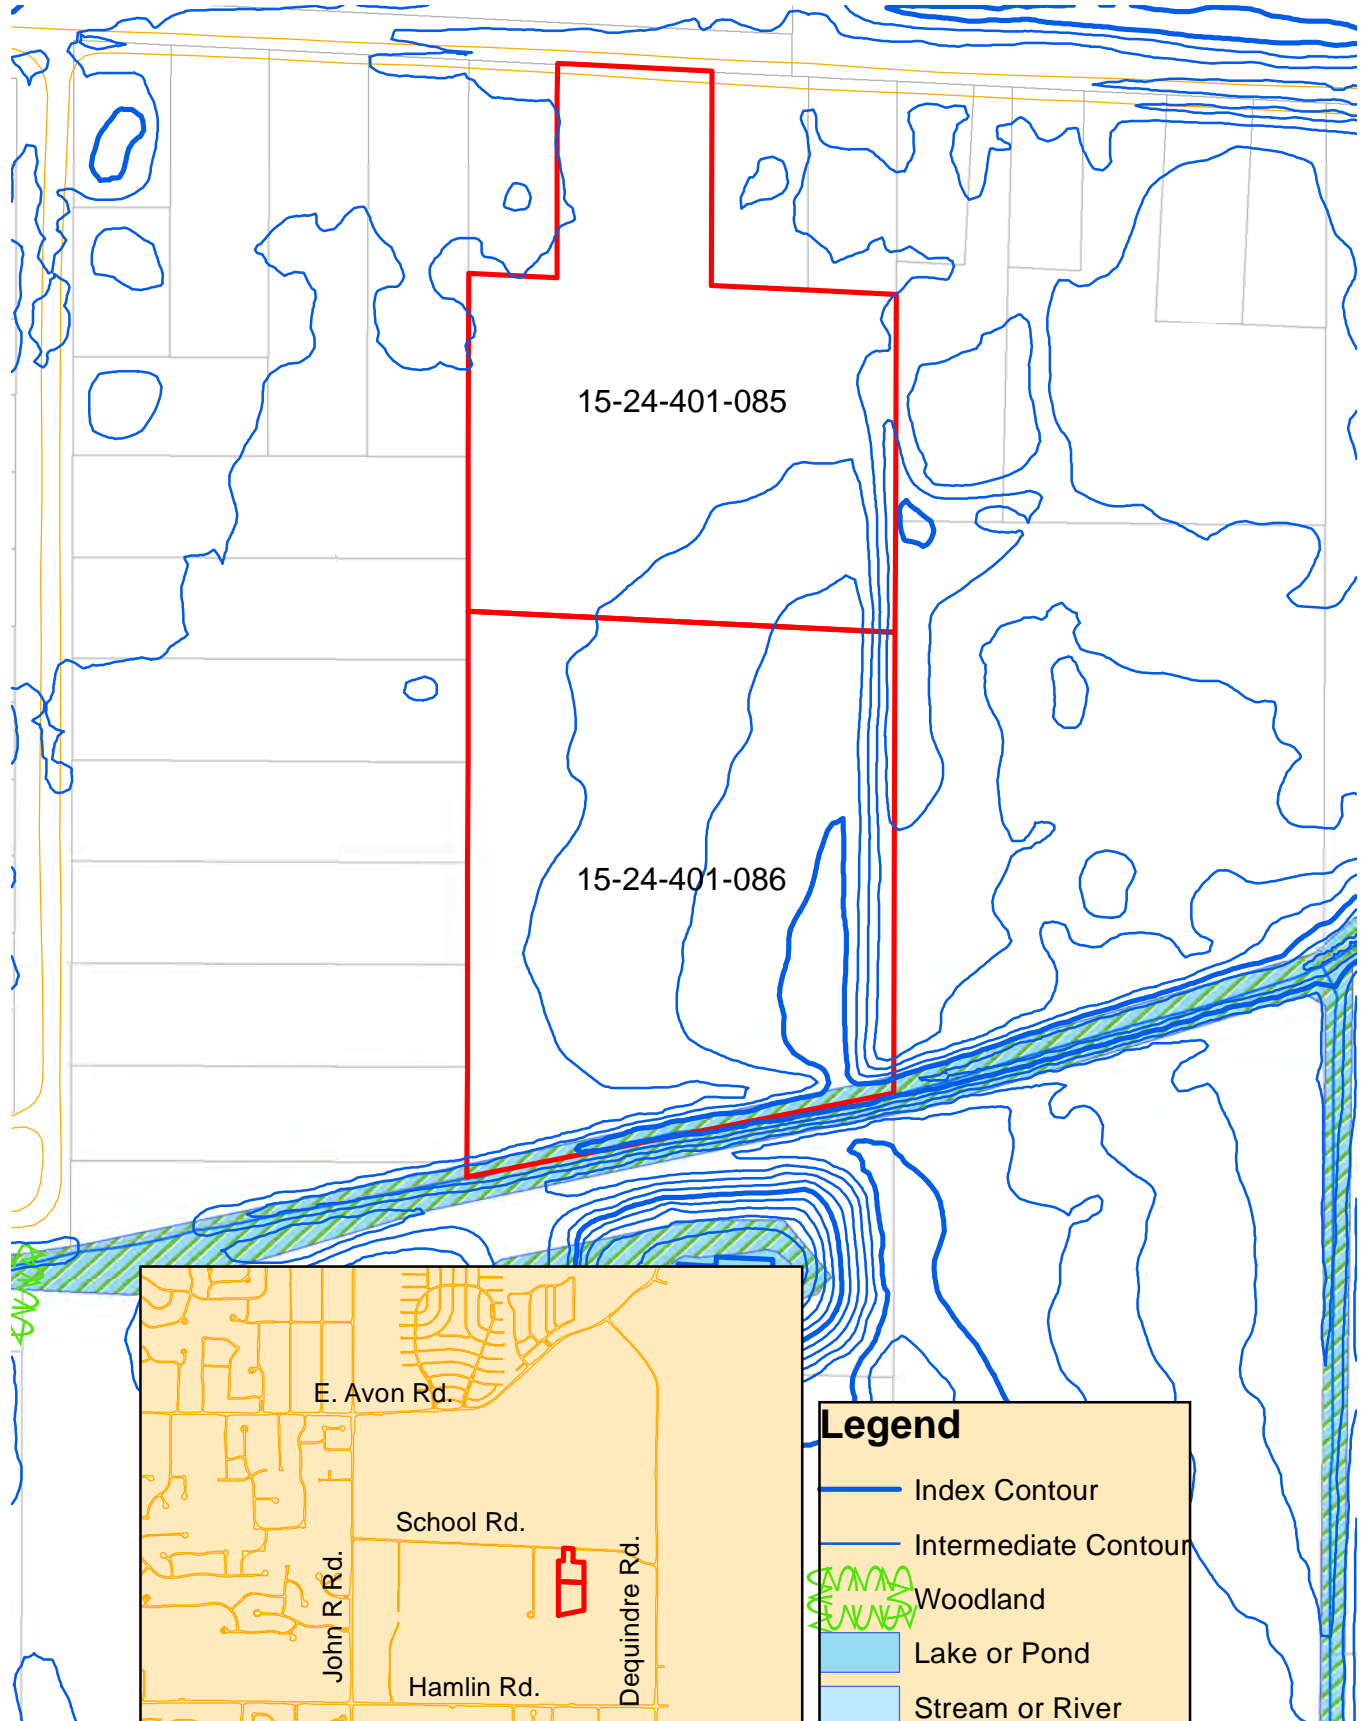 15-24-401-085
15-24-401-086
E. Avon Rd.
School Rd.
John R Rd.
Dequindre Rd.
Hamlin Rd.
Legend
Index Contour
Intermediate Contour
Woodland
Lake or Pond
Stream or River